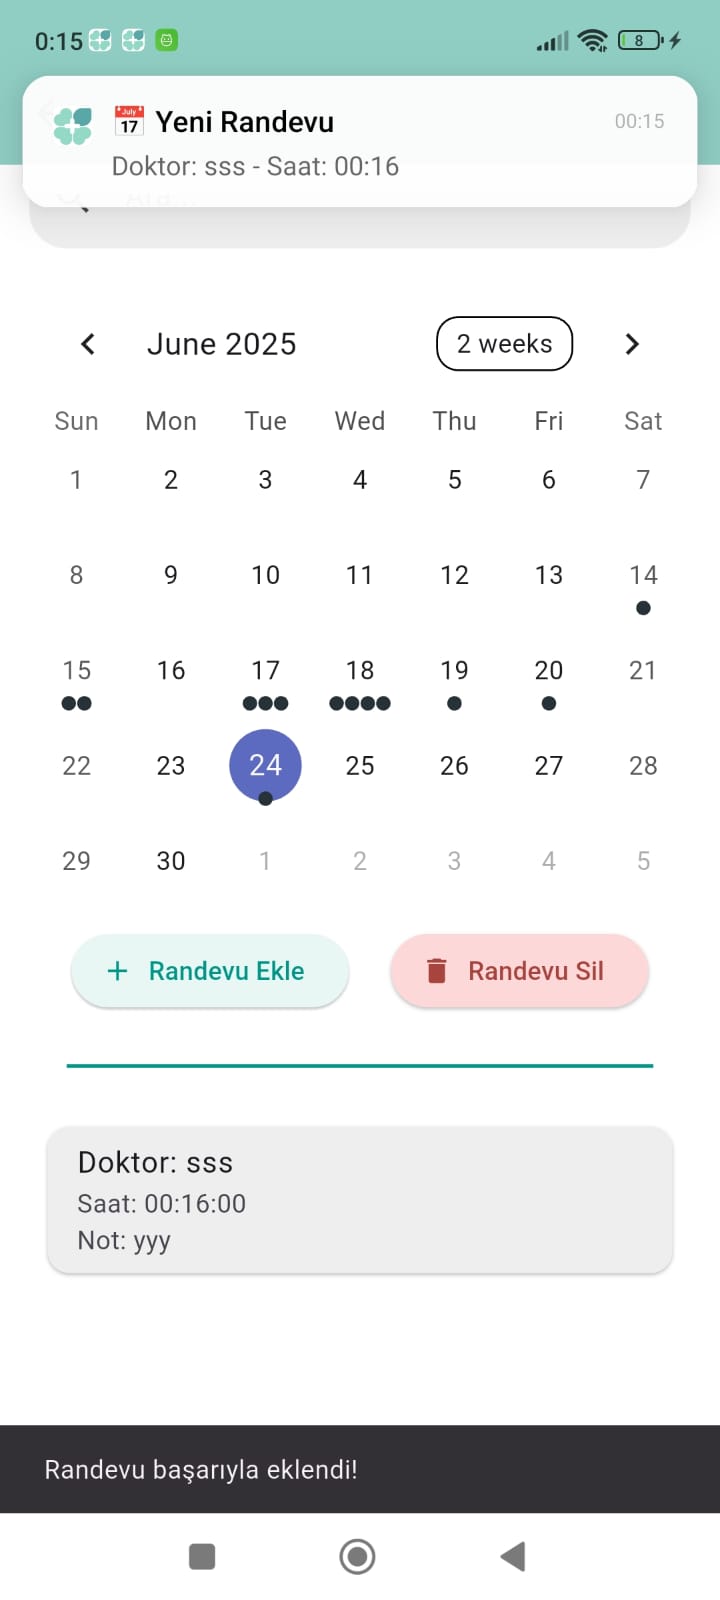 0:15
8
July
17
Yeni Randevu
00:15
Doktor: sss - Saat: 00:16
June 2025
2 weeks
Sun Mon Tue Wed Thu Fri Sat
1 2 3 4 5 6 7
8 9 10 11 12 13 14
15 16 17 18 19 20 21
22 23 24 25 26 27 28
29 30 1 2 3 4 5
+ Randevu Ekle
Randevu Sil
Doktor: sss
Saat: 00:16:00
Not: yyy
Randevu başarıyla eklendi!